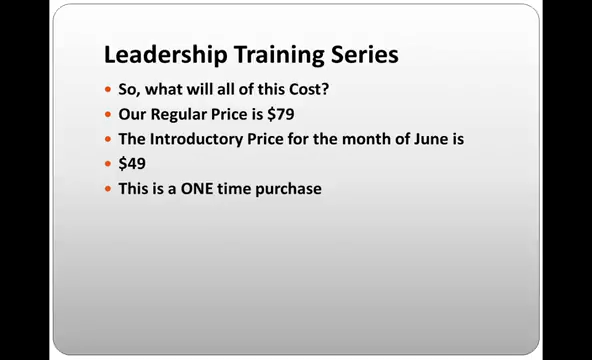 Leadership Training Series
So, what will all of this Cost?
Our Regular Price is $79
The Introductory Price for the month of June is
$49
This is a ONE time purchase